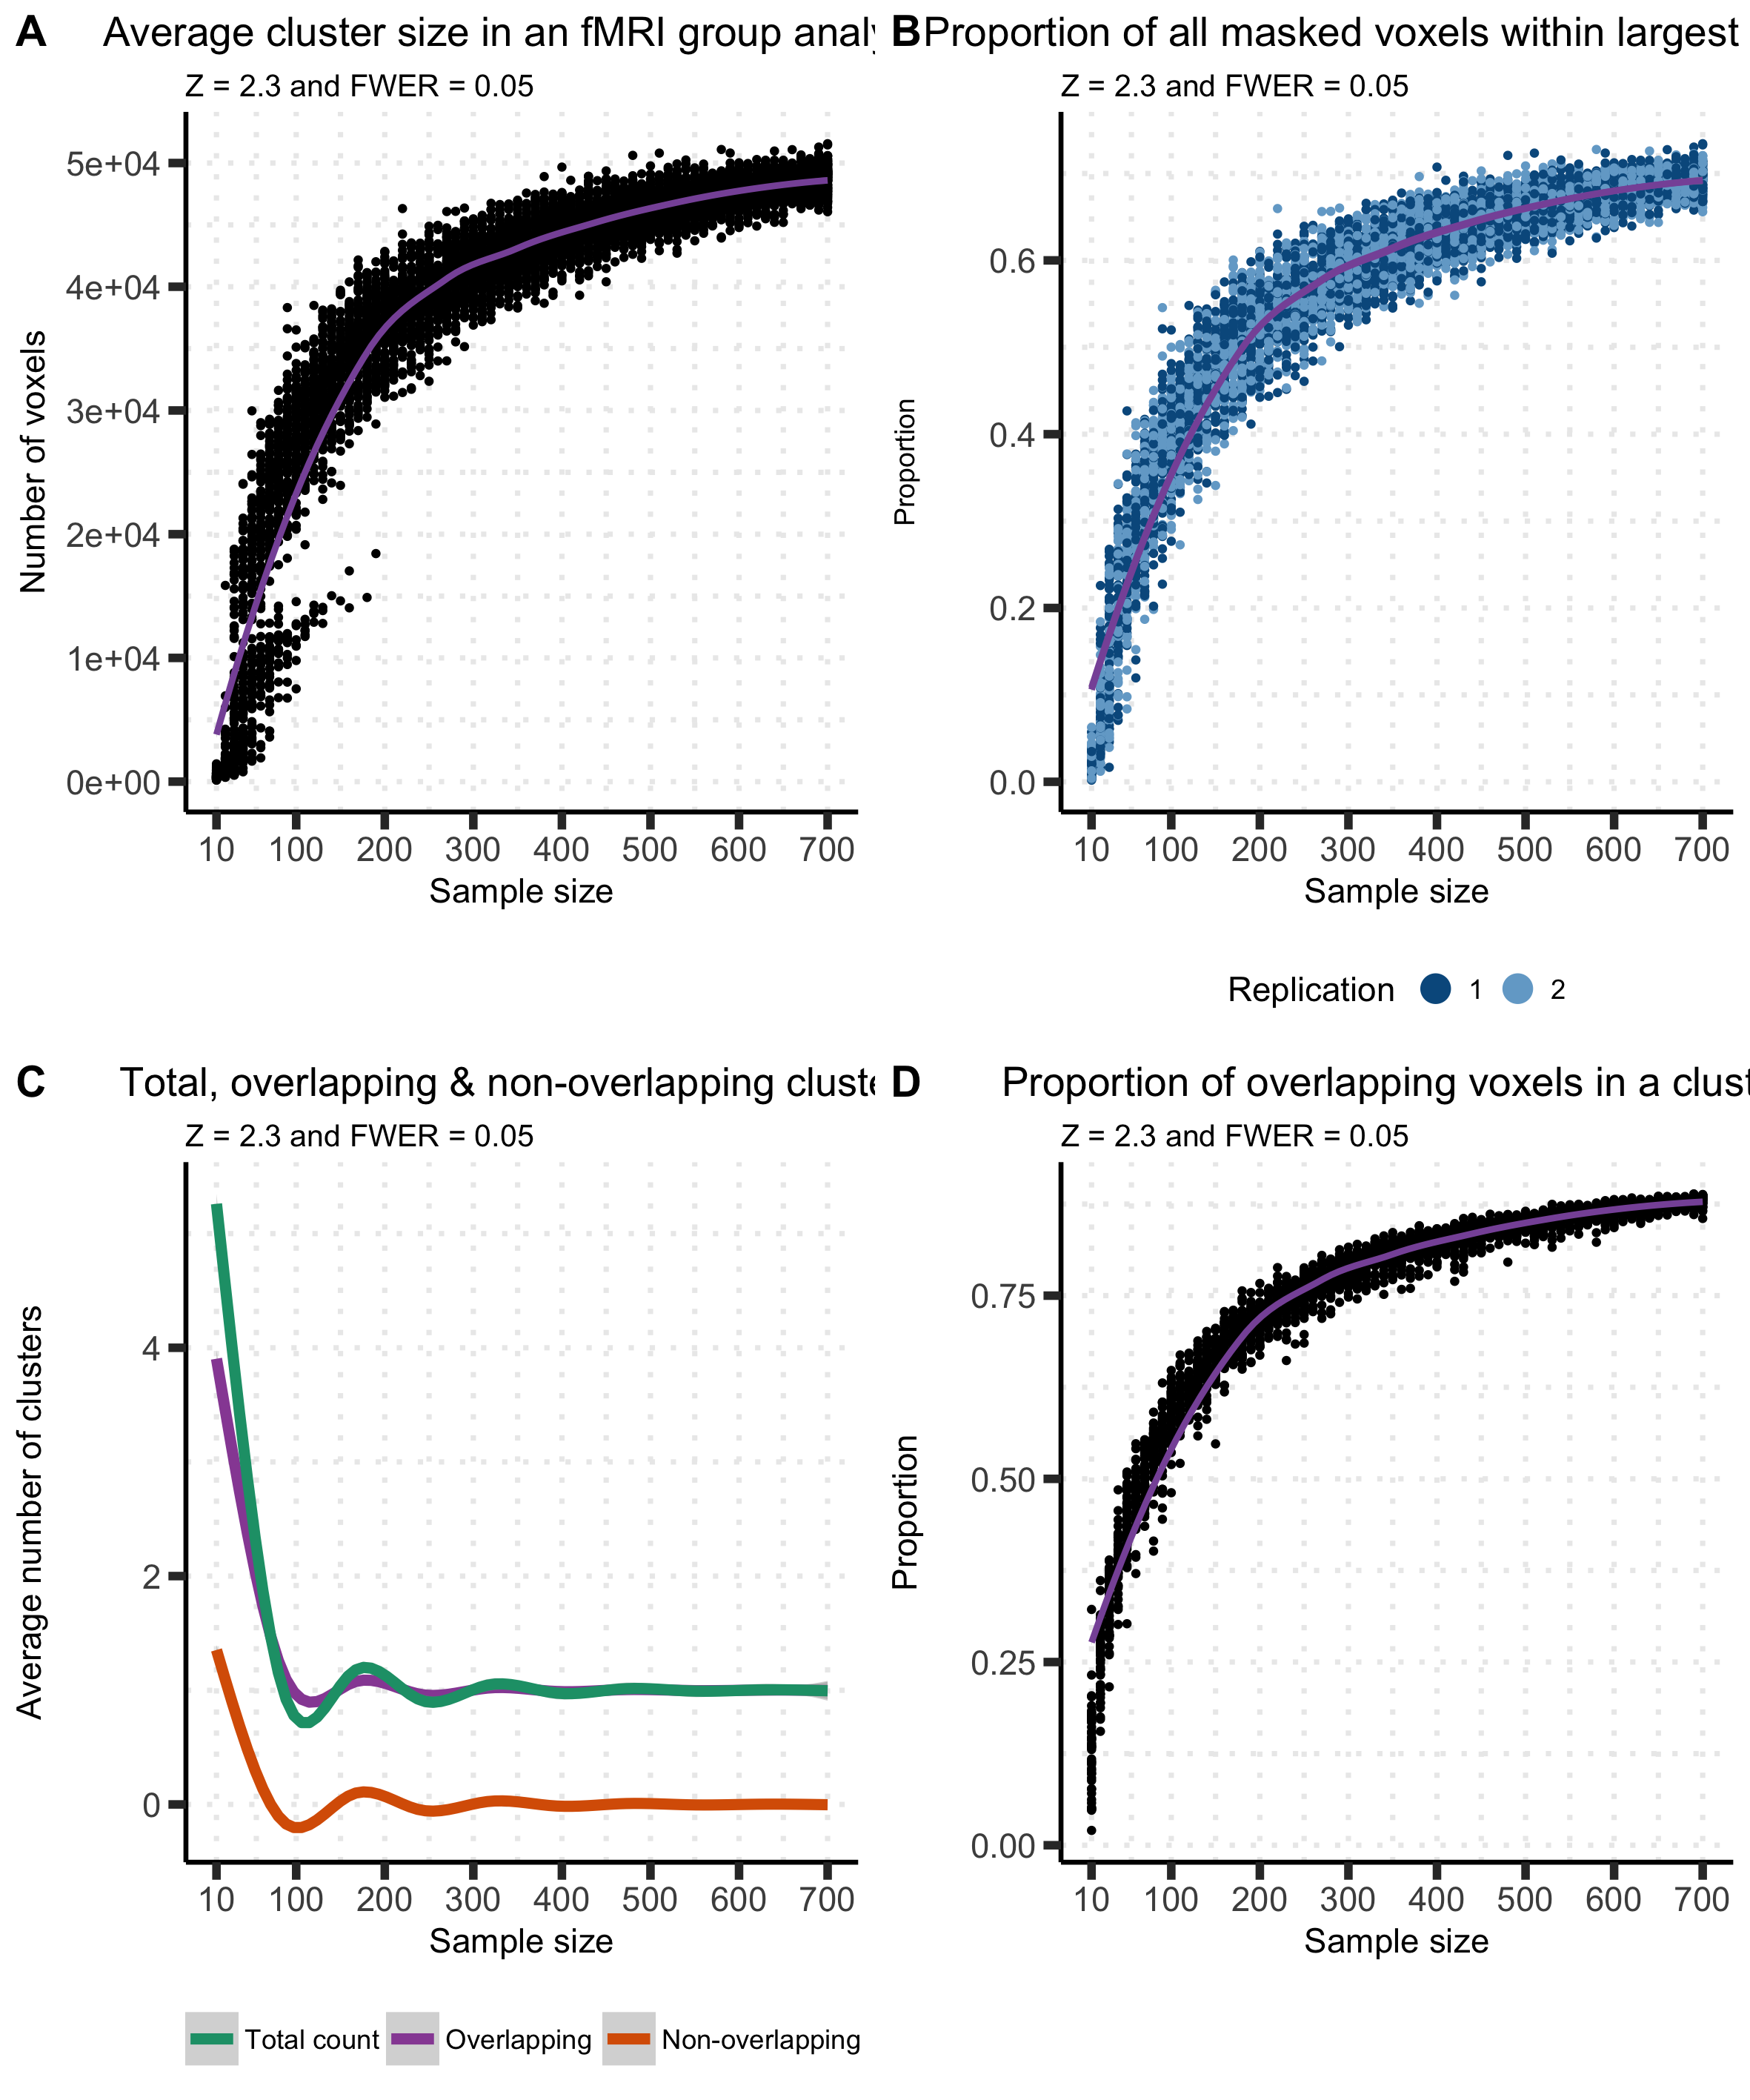 A Average cluster size in an fMRI group analy
Z = 2.3 and FWER = 0.05
Number of voxels
5e+04
4e+04
3e+04
2e+04
1e+04
0e+00
10 100 200 300 400 500 600 700
Sample size
B Proportion of all masked voxels within largest
Z = 2.3 and FWER = 0.05
Proportion
0.6
0.4
0.2
0.0
10 100 200 300 400 500 600 700
Sample size
Replication 1 2
C Total, overlapping & non-overlapping cluste
Z = 2.3 and FWER = 0.05
Average number of clusters
4
2
0
10 100 200 300 400 500 600 700
Sample size
Total count Overlapping Non-overlapping
D Proportion of overlapping voxels in a clust
Z = 2.3 and FWER = 0.05
Proportion
0.75
0.50
0.25
0.00
10 100 200 300 400 500 600 700
Sample size